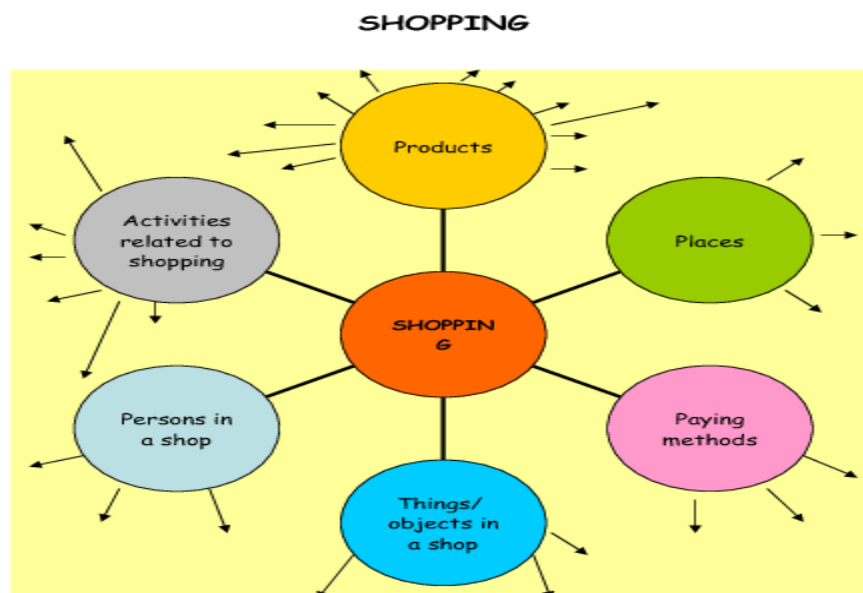 SHOPPING
Products
Activities
related to
shopping
Places
SHOPPIN
G
Persons in
a shop
Paying
methods
Things/
objects in
a shop